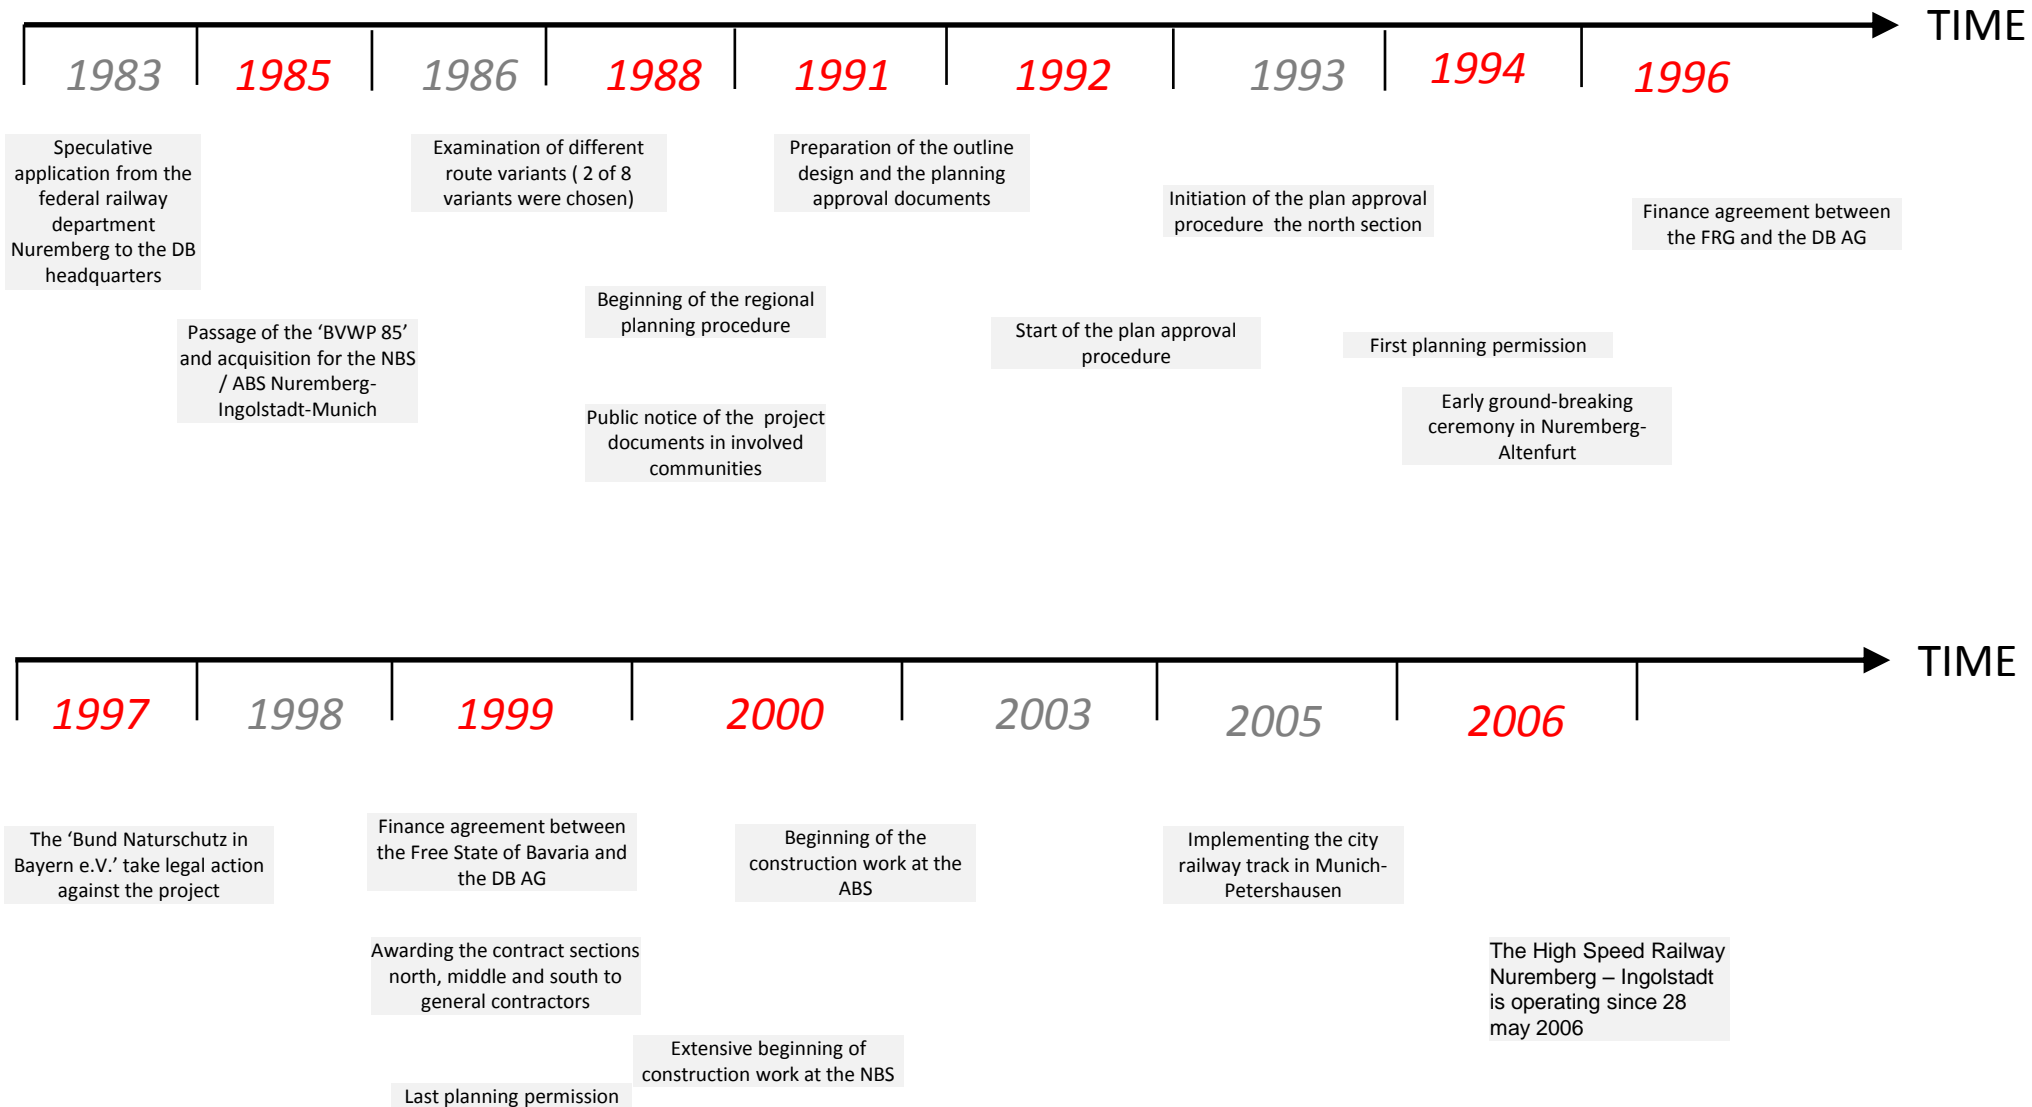 TIME
1983 1985 1986 1988 1991 1992 1993 1994 1996
Speculative
application from the
federal railway
department
Nuremberg to the DB
headquarters
Passage of the ‘BVWP 85’
and acquisition for the NBS
/ ABS Nuremberg-
Ingolstadt-Munich
Examination of different
route variants ( 2 of 8
variants were chosen)
Beginning of the regional
planning procedure
Public notice of the  project
documents in involved
communities
Preparation of the outline
design and the planning
approval documents
Start of the plan approval
procedure
Initiation of the plan approval
procedure  the north section
First planning permission
Early ground-breaking
ceremony in Nuremberg-
Altenfurt
Finance agreement between
the FRG and the DB AG
TIME
1997 1998 1999 2000 2003 2005 2006
The ‘Bund Naturschutz in
Bayern e.V.’ take legal action
against the project
Finance agreement between
the Free State of Bavaria and
the DB AG
Awarding the contract sections
north, middle and south to
general contractors
Last planning permission
Beginning of the
construction work at the
ABS
Extensive beginning of
construction work at the NBS
Implementing the city
railway track in Munich-
Petershausen
The High Speed Railway
Nuremberg – Ingolstadt
is operating since 28
may 2006